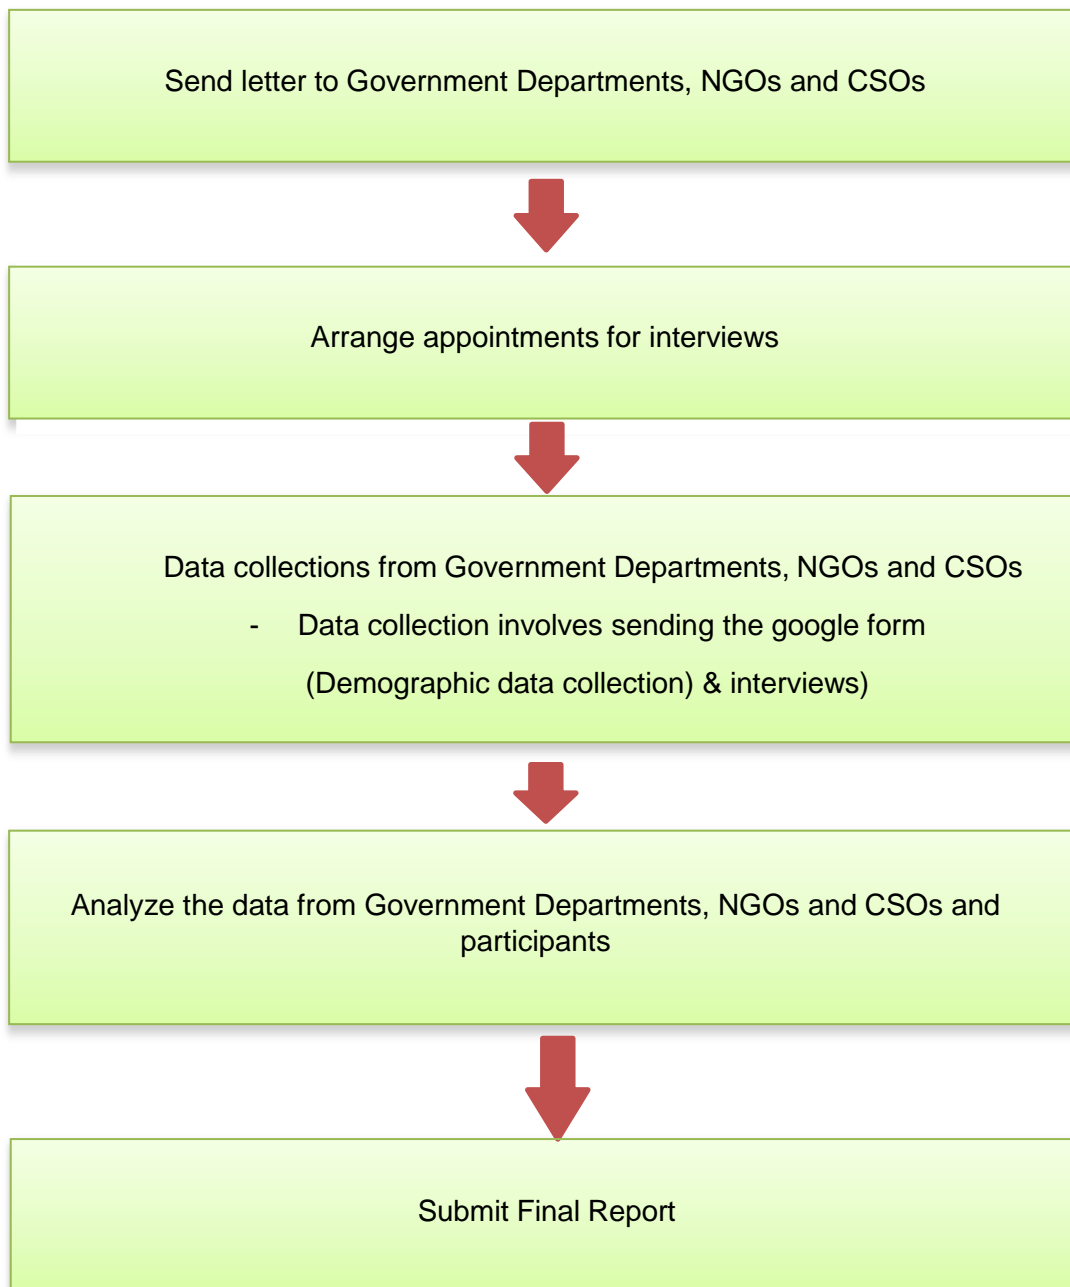 Send letter to Government Departments, NGOs and CSOs
Arrange appointments for interviews
Data collections from Government Departments, NGOs and CSOs
- Data collection involves sending the google form
(Demographic data collection) & interviews)
Analyze the data from Government Departments, NGOs and CSOs and
participants
Submit Final Report